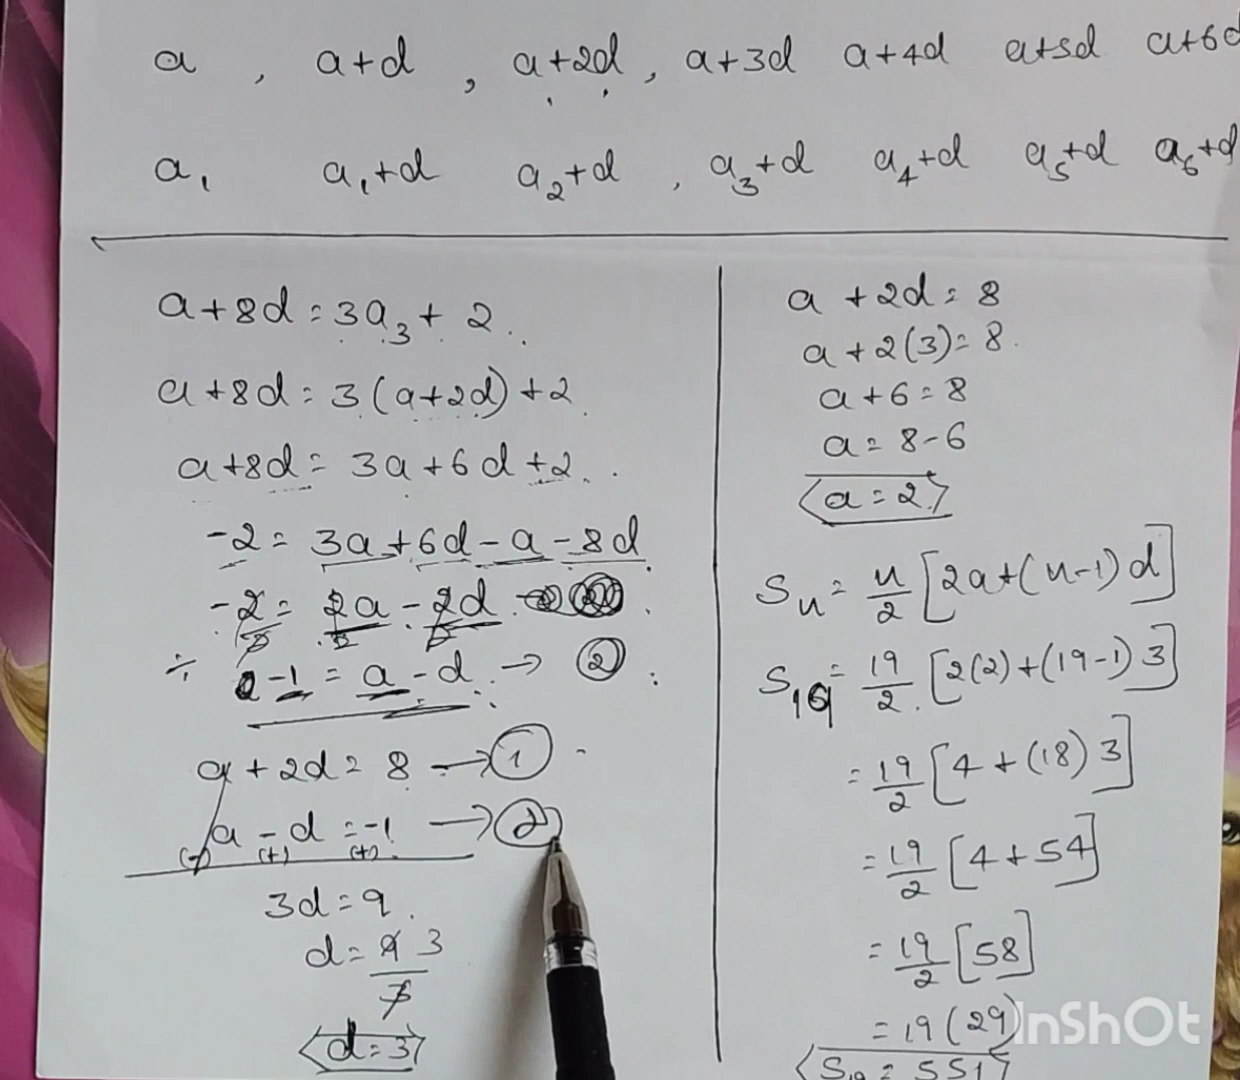 a , a+d , a+2d , a+3d a+4d a+5d a+6d
a₁ a₁+d a₂+d , a₃+d a₄+d a₅+d a₆+d
a+8d = 3a₃ + 2
a+8d = 3(a+2d)+2
a+8d = 3a+6d+2
-2 = 3a+6d-a-8d
-2 = 2a - 2d
÷ -1 = a - d → ②
a + 2d = 8 → ①
a - d = -1 → ②
(-) (+) (+)
3d = 9
d = 9 3
3
d = 3
a + 2d = 8
a + 2(3) = 8
a + 6 = 8
a = 8-6
a = 2
Sn = n/2 [2a+(n-1)d]
S19 = 19/2 [2(2)+(19-1)3]
= 19/2 [4+(18)3]
= 19/2 [4+54]
= 19/2 [58]
= 19(29)
S19 = 551
InShOt